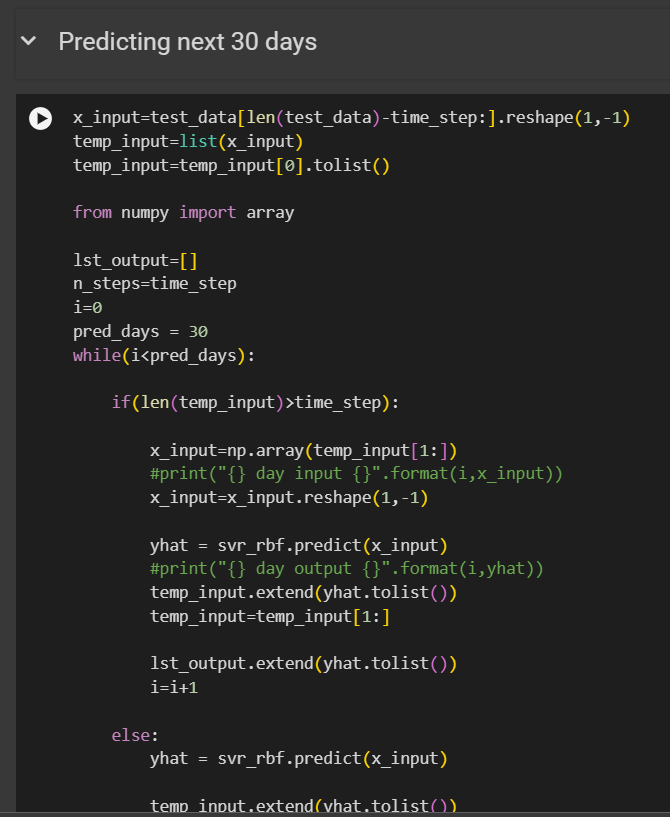 Predicting next 30 days
x_input=test_data[len(test_data)-time_step:].reshape(1,-1)
temp_input=list(x_input)
temp_input=temp_input[0].tolist()
from numpy import array
lst_output=[]
n_steps=time_step
i=0
pred_days = 30
while(i<pred_days):
if(len(temp_input)>time_step):
x_input=np.array(temp_input[1:])
#print("{} day input {}".format(i,x_input))
x_input=x_input.reshape(1,-1)
yhat = svr_rbf.predict(x_input)
#print("{} day output {}".format(i,yhat))
temp_input.extend(yhat.tolist())
temp_input=temp_input[1:]
lst_output.extend(yhat.tolist())
i=i+1
else:
yhat = svr_rbf.predict(x_input)
temp_input.extend(yhat.tolist())